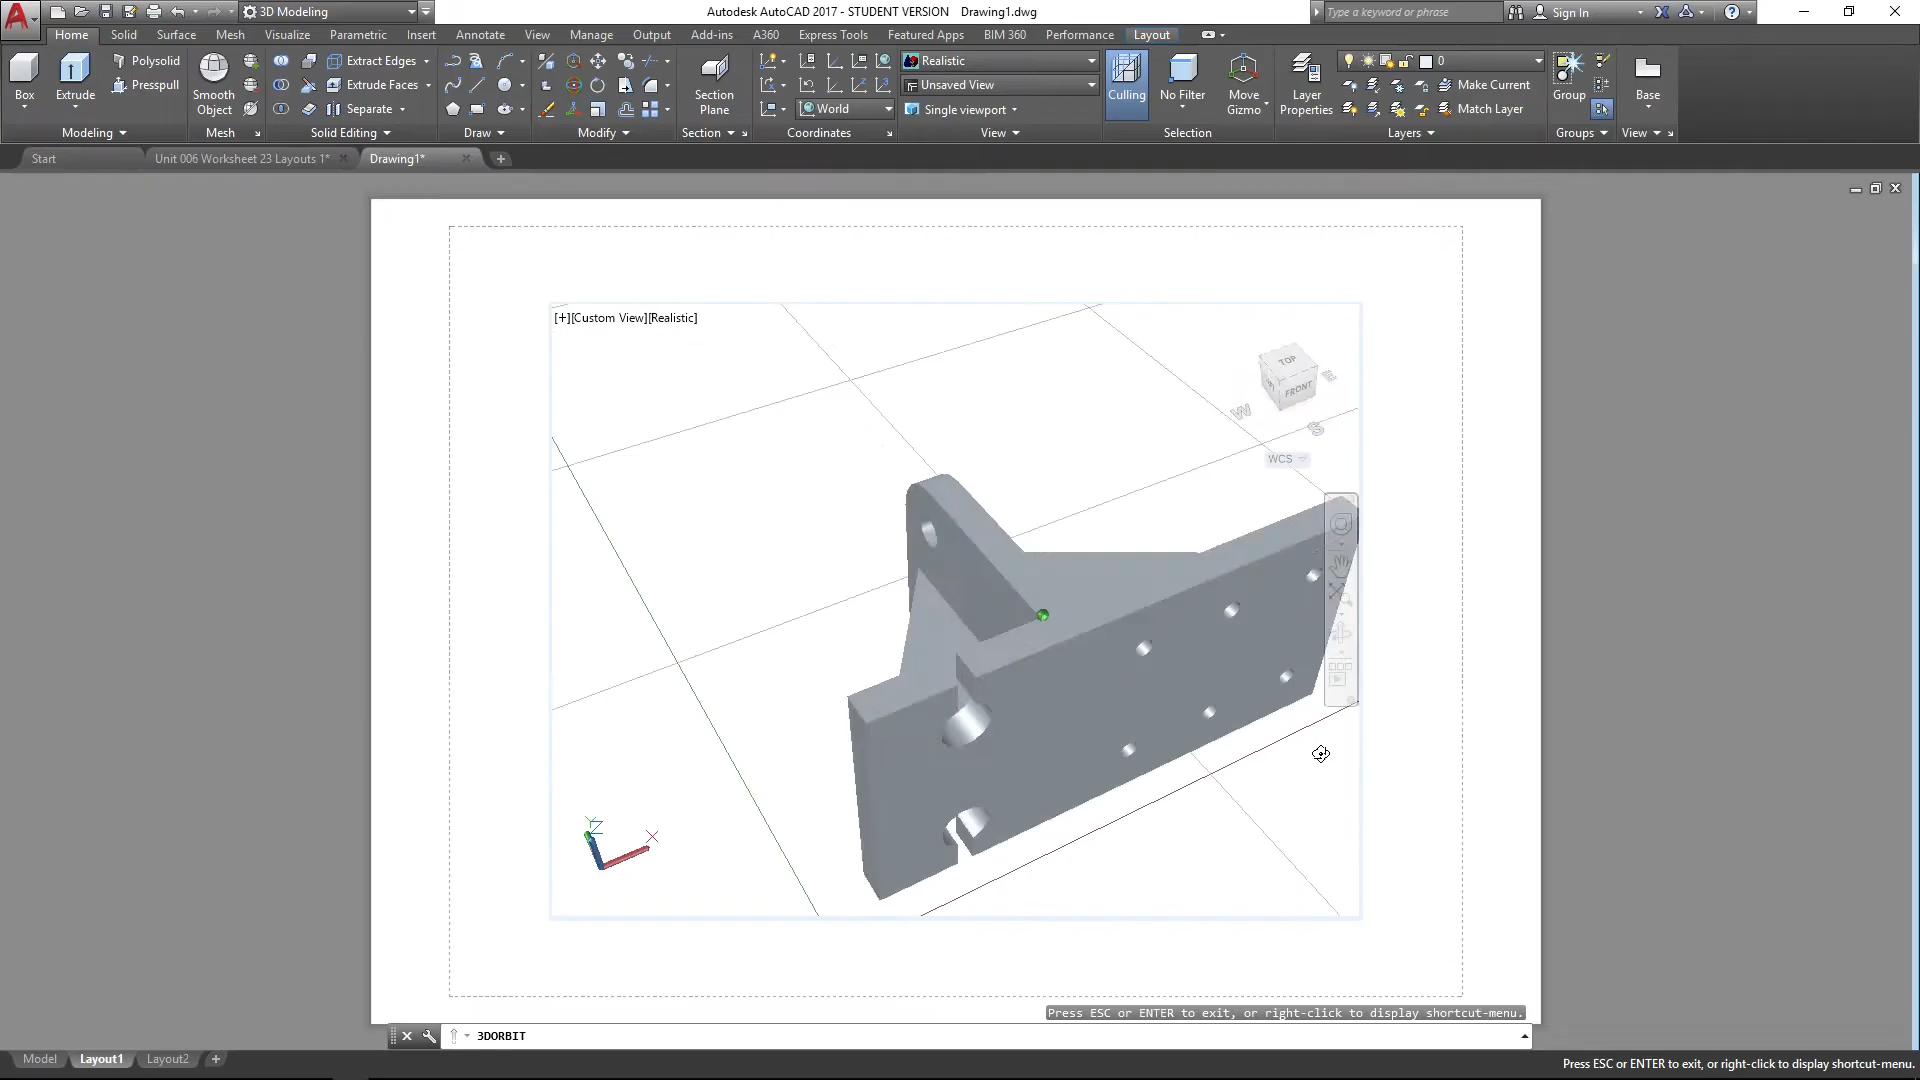 3D Modeling
Autodesk AutoCAD 2017 - STUDENT VERSION Drawing1.dwg
Type a keyword or phrase
Sign In
Home Solid Surface Mesh Visualize Parametric Insert Annotate View Manage Output Add-ins A360 Express Tools Featured Apps BIM 360 Performance Layout
Polysolid Extract Edges Realistic 0
Presspull Extrude Faces Unsaved View Make Current
Box Extrude Smooth Object Section Plane Culling No Filter Move Gizmo Layer Properties Group Base
Separate World Single viewport Match Layer
Modeling Mesh Solid Editing Draw Modify Section Coordinates View Selection Layers Groups View
Start Unit 006 Worksheet 23 Layouts 1* Drawing1*
[+][Custom View][Realistic]
TOP
FRONT
E
W
S
WCS
Y
Z
X
Press ESC or ENTER to exit, or right-click to display shortcut-menu.
3DORBIT
Model Layout1 Layout2
Press ESC or ENTER to exit, or right-click to display shortcut-menu.